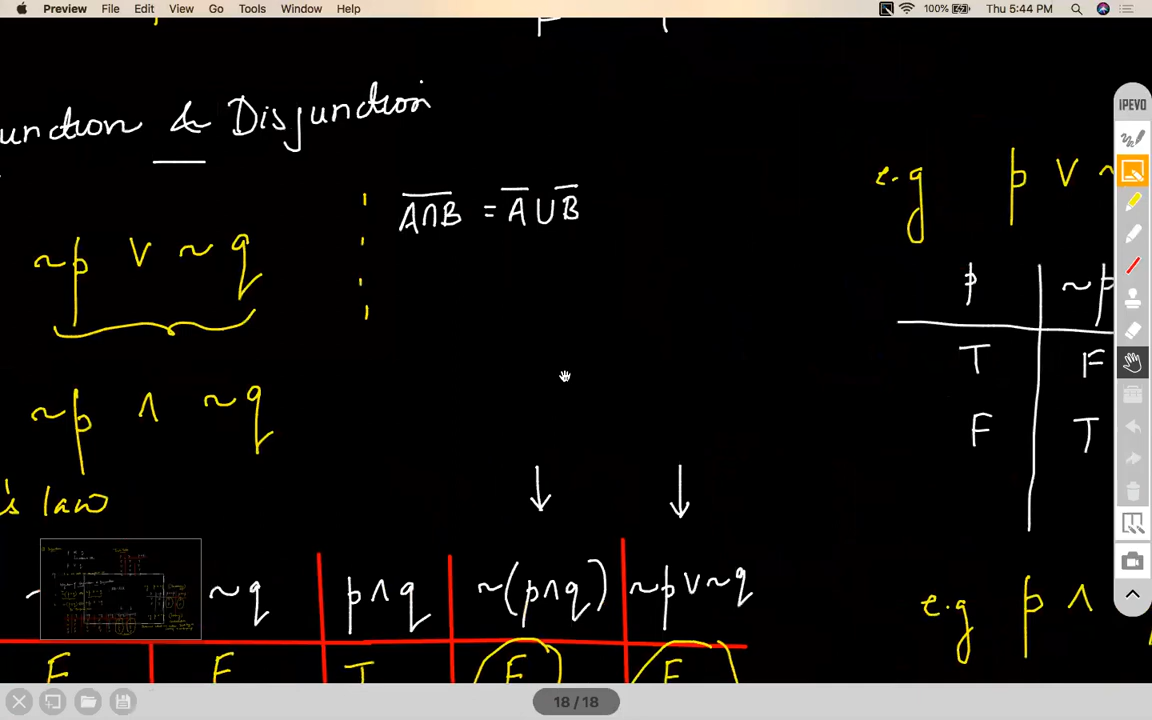 Preview File Edit View Go Tools Window Help 100% Thu 5:44 PM
unction & Disjunction
IPEVO
A̅∩̅B̅ = A̅ ∪ B̅
e.g p ∨ ~
~p ∨ ~q
p ~p
T F
~p ∧ ~q
F T
's law
~q p∧q ~(p∧q) ~p∨~q
e.g p ∧
F F T F F
18 / 18